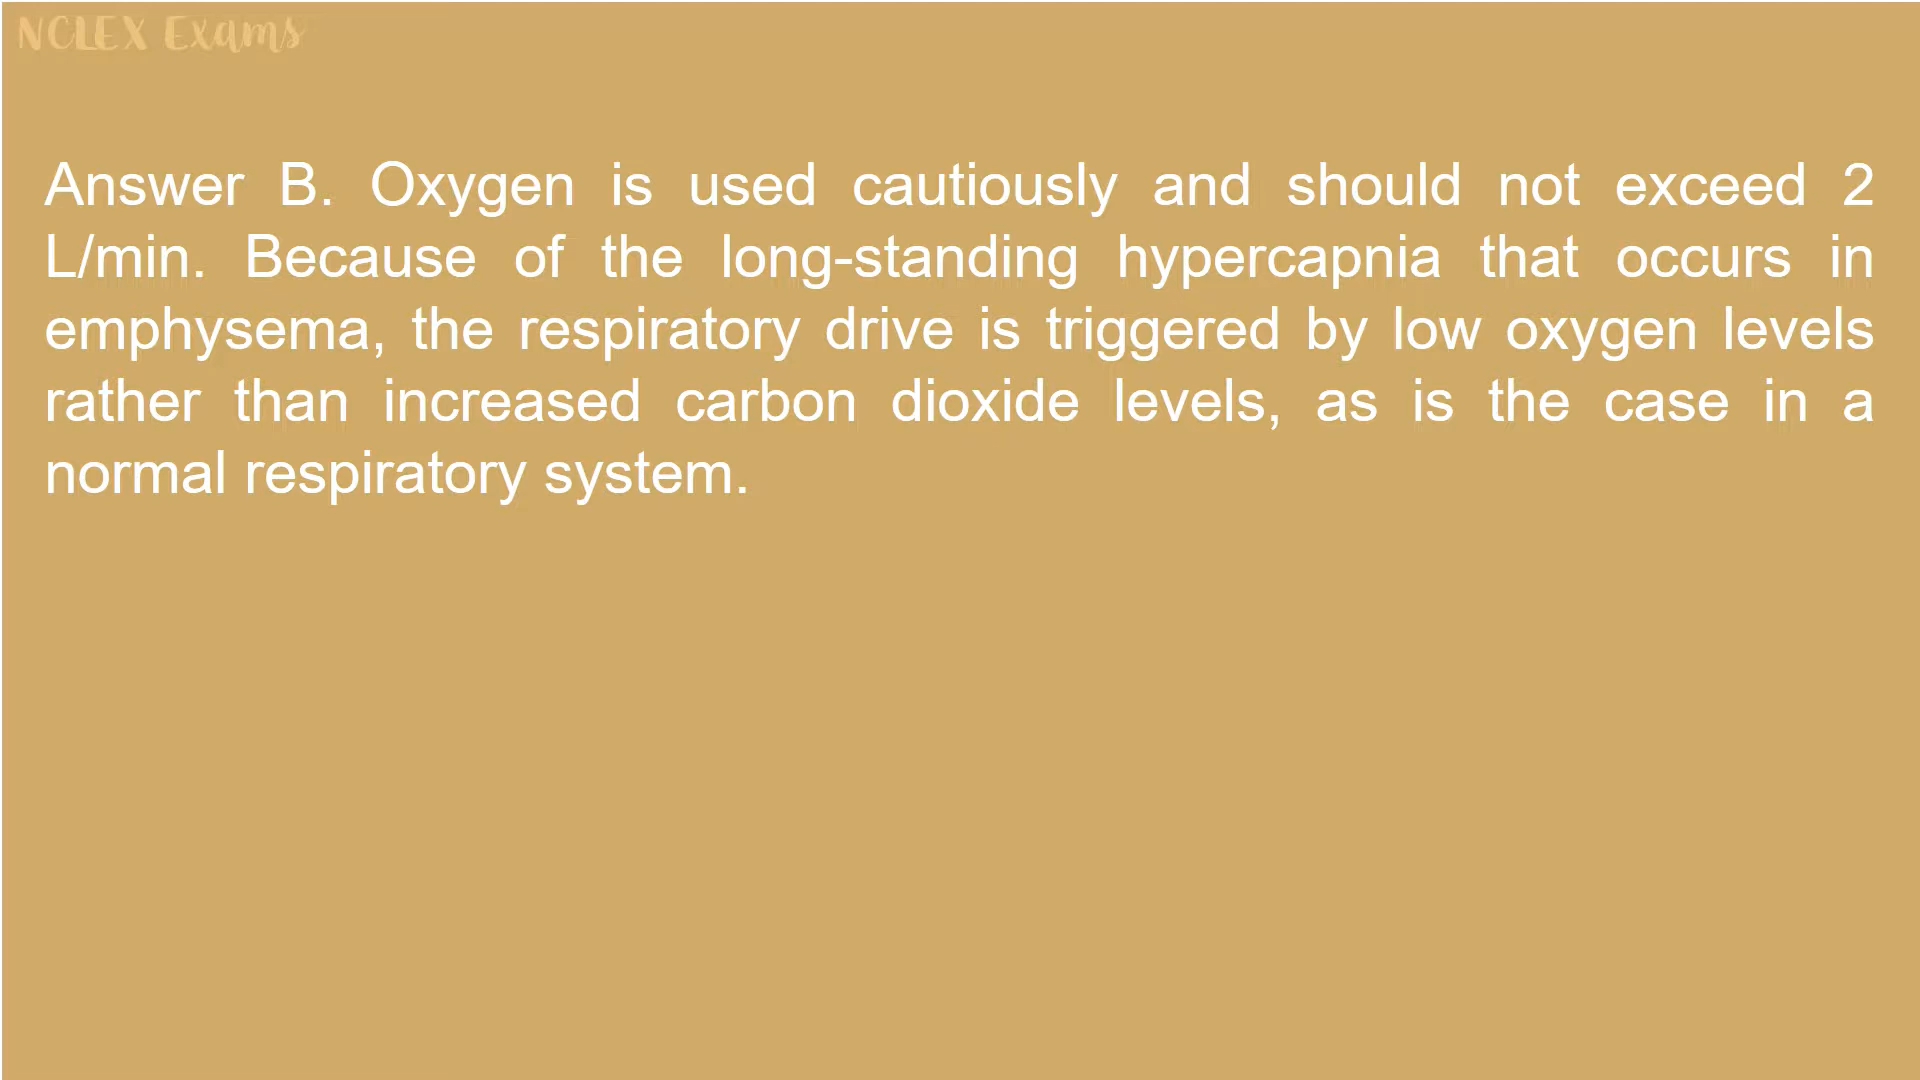 NCLEX Exams
Answer B. Oxygen is used cautiously and should not exceed 2
L/min. Because of the long-standing hypercapnia that occurs in
emphysema, the respiratory drive is triggered by low oxygen levels
rather than increased carbon dioxide levels, as is the case in a
normal respiratory system.